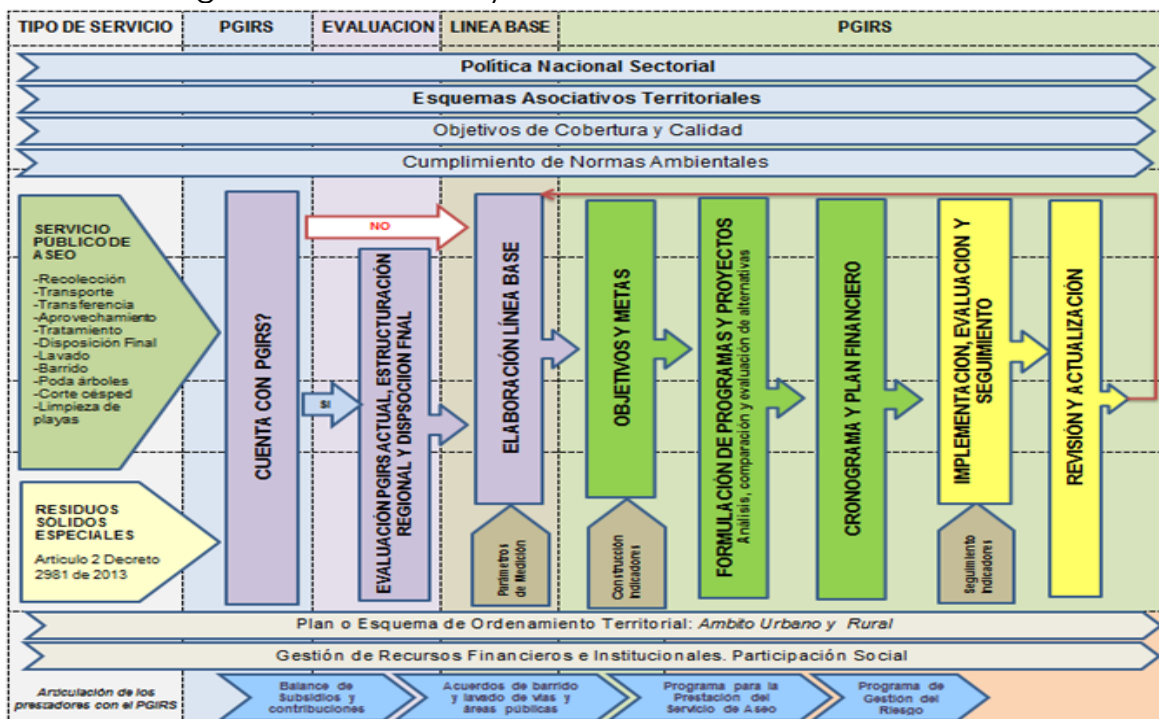 TIPO DE SERVICIO
PGIRS
EVALUACION
LINEA BASE
PGIRS
Política Nacional Sectorial
Esquemas Asociativos Territoriales
Objetivos de Cobertura y Calidad
Cumplimiento de Normas Ambientales
SERVICIO
PÚBLICO DE
ASEO
-Recolección
-Transporte
-Transferencia
-Aprovechamiento
-Tratamiento
-Disposición Final
-Lavado
-Barrido
-Poda árboles
-Corte césped
-Limpieza de
playas
RESIDUOS
SÓLIDOS
ESPECIALES
Articulo 2 Decreto
2981 de 2013
CUENTA CON PGIRS?
NO
SI
EVALUACIÓN PGIRS ACTUAL, ESTRUCTURACIÓN
REGIONAL Y DISPSOCIION FNAL
ELABORACIÓN LÍNEA BASE
Parámetros
de Medición
OBJETIVOS Y METAS
Construcción
Indicadores
FORMULACIÓN DE PROGRAMAS Y PROYECTOS
Análisis, comparación y evaluación de alternativas
CRONOGRAMA Y PLAN FINANCIERO
IMPLEMENTACION, EVALUACION Y
SEGUIMIENTO
Seguimiento
Indicadores
REVISIÓN Y ACTUALIZACIÓN
Plan o Esquema de Ordenamiento Territorial: Ambito Urbano y Rural
Gestión de Recursos Financieros e Institucionales. Participación Social
Articulación de los
prestadores con el PGIRS
Balance de
Subsidios y
contribuciones
Acuerdos de barrido
y lavado de vias y
áreas públicas
Programa para la
Prestación del
Servicio de Aseo
Programa de
Gestión del
Riesgo